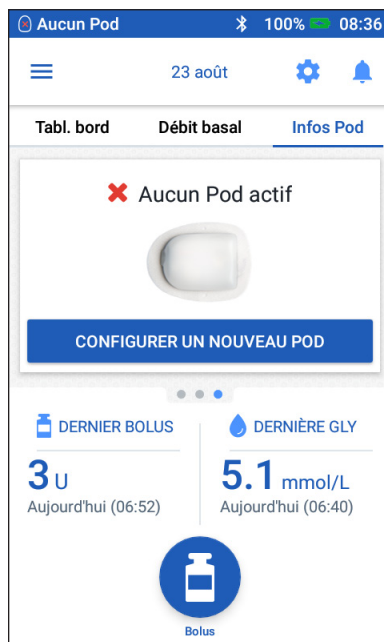 Aucun Pod 100% 08:36
23 août
Tabl. bord Débit basal Infos Pod
Aucun Pod actif
CONFIGURER UN NOUVEAU POD
DERNIER BOLUS DERNIÈRE GLY
3 U 5.1 mmol/L
Aujourd'hui (06:52) Aujourd'hui (06:40)
Bolus